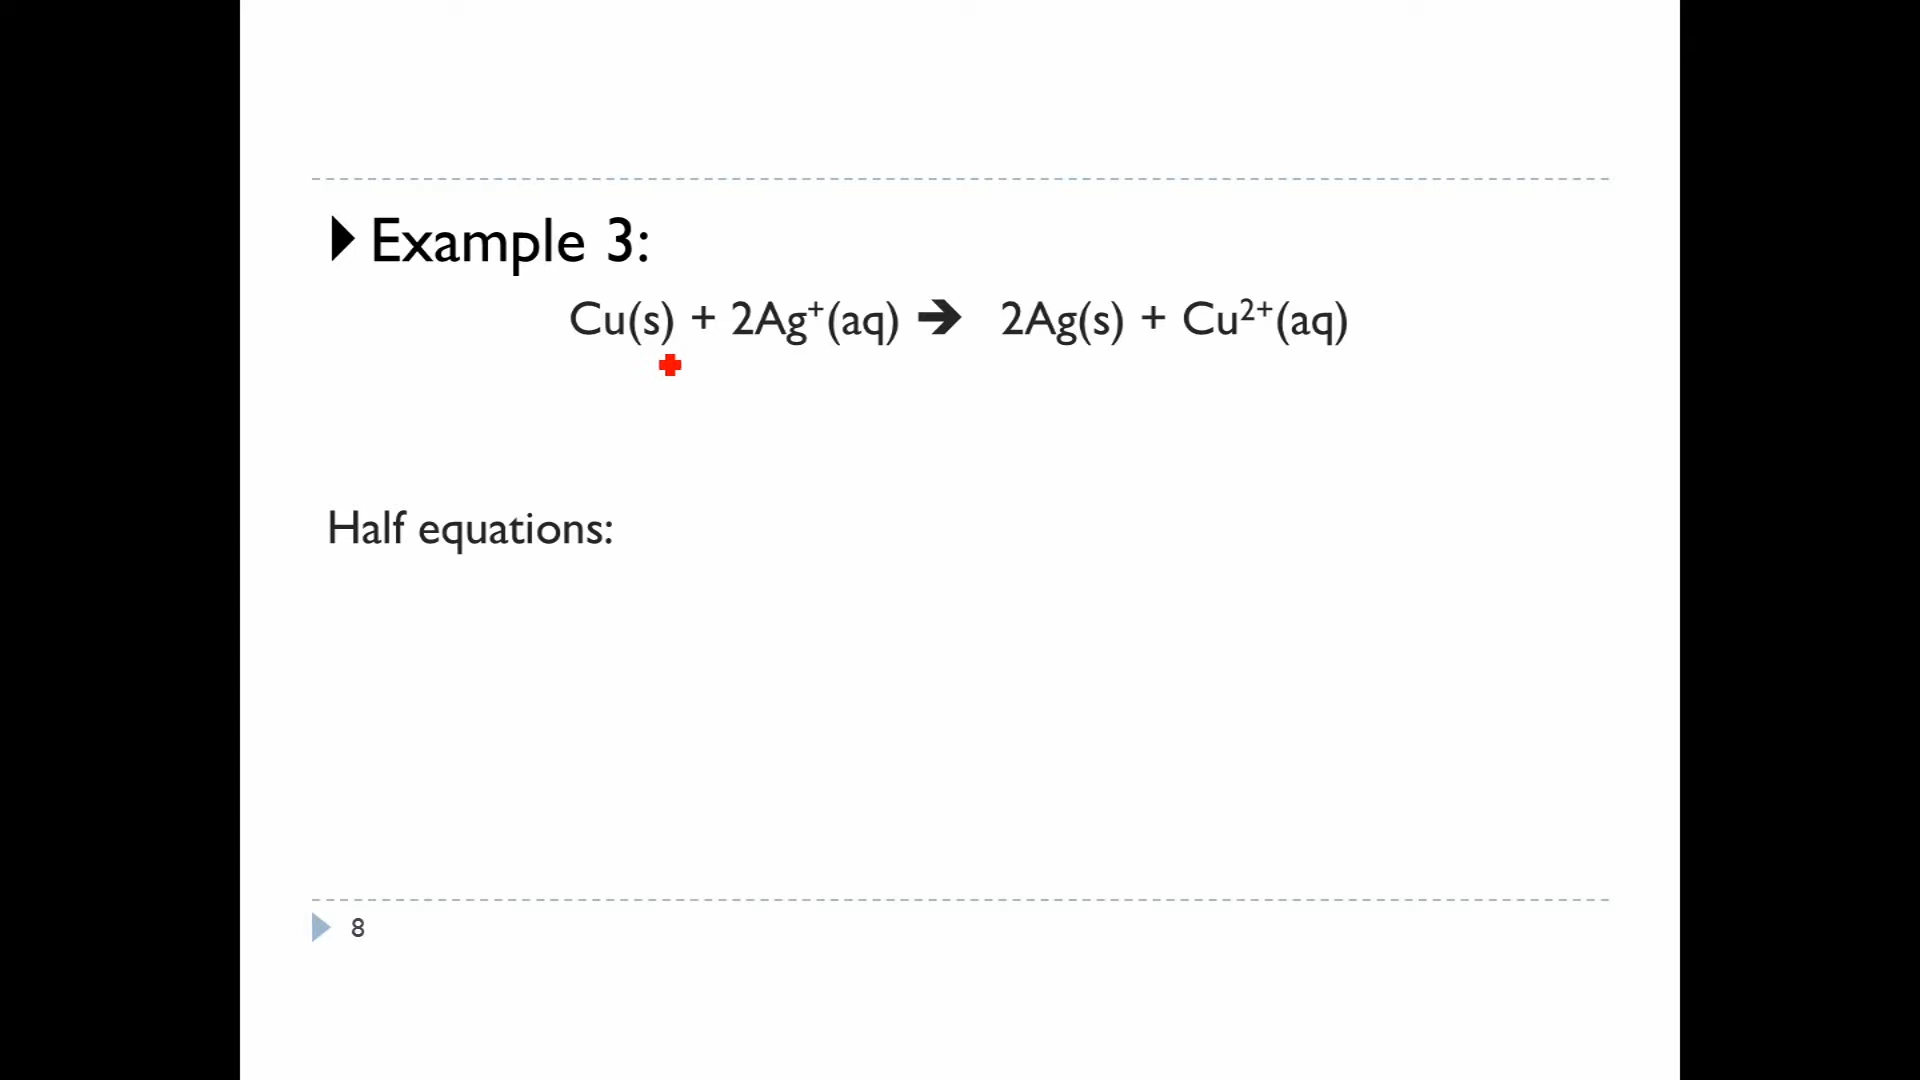 Example 3:
Cu(s) + 2Ag⁺(aq) → 2Ag(s) + Cu²⁺(aq)
Half equations:
8